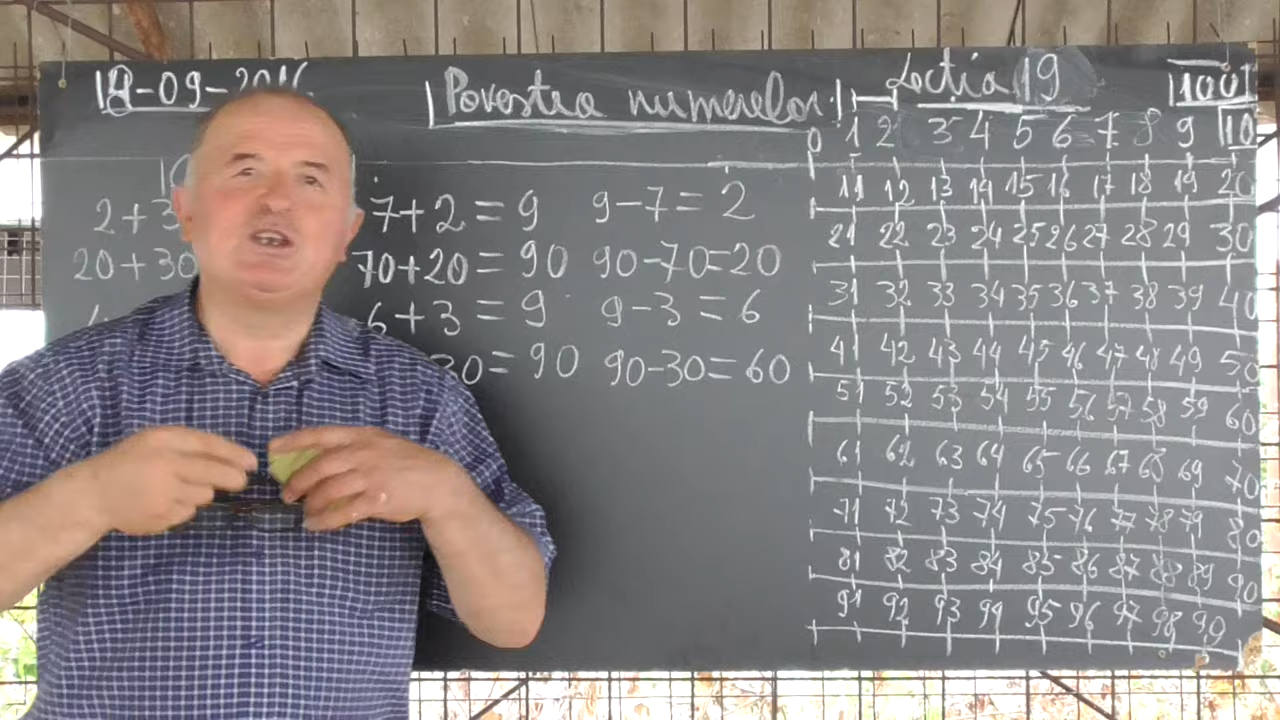 19-09-2016
Povestea numerelor!
Lecția 19
100
0 1 2 3 4 5 6 7 8 9 10
11 12 13 14 15 16 17 18 19 20
21 22 23 24 25 26 27 28 29 30
31 32 33 34 35 36 37 38 39 40
41 42 43 44 45 46 47 48 49 50
51 52 53 54 55 56 57 58 59 60
61 62 63 64 65 66 67 68 69 70
71 72 73 74 75 76 77 78 79 80
81 82 83 84 85 86 87 88 89 90
91 92 93 94 95 96 97 98 99
2+3 7+2=9 9-7=2
20+30 70+20=90 90-70=20
6+3=9 9-3=6
30=90 90-30=60